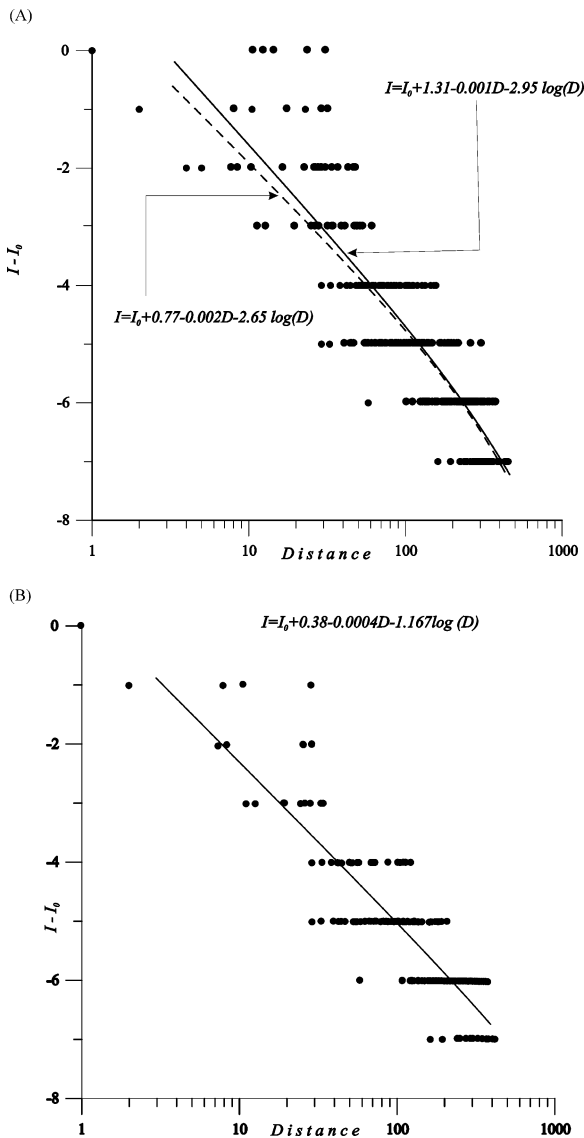 (A)
0
I=I0+1.31-0.001D-2.95 log(D)
-2
I - I0
-4
I=I0+0.77-0.002D-2.65 log(D)
-6
-8
1
10
100
1000
Distance
(B)
I=I0+0.38-0.0004D-1.167log (D)
0
-2
-4
I - I0
-6
-8
1
10
100
1000
Distance